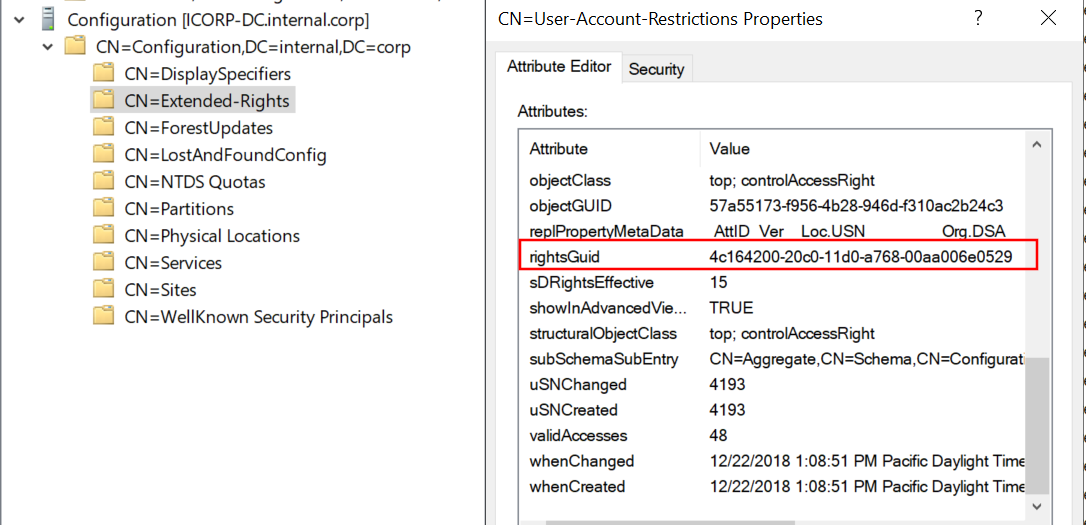 Configuration [ICORP-DC.internal.corp]
CN=Configuration,DC=internal,DC=corp
CN=DisplaySpecifiers
CN=Extended-Rights
CN=ForestUpdates
CN=LostAndFoundConfig
CN=NTDS Quotas
CN=Partitions
CN=Physical Locations
CN=Services
CN=Sites
CN=WellKnown Security Principals
CN=User-Account-Restrictions Properties ?
Attribute Editor Security
Attributes:
Attribute Value
objectClass top; controlAccessRight
objectGUID 57a55173-f956-4b28-946d-f310ac2b24c3
replPropertyMetaData AttID Ver Loc.USN Org.DSA
rightsGuid 4c164200-20c0-11d0-a768-00aa006e0529
sDRightsEffective 15
showInAdvancedVie... TRUE
structuralObjectClass top; controlAccessRight
subSchemaSubEntry CN=Aggregate,CN=Schema,CN=Configurati
uSNChanged 4193
uSNCreated 4193
validAccesses 48
whenChanged 12/22/2018 1:08:51 PM Pacific Daylight Time
whenCreated 12/22/2018 1:08:51 PM Pacific Daylight Time